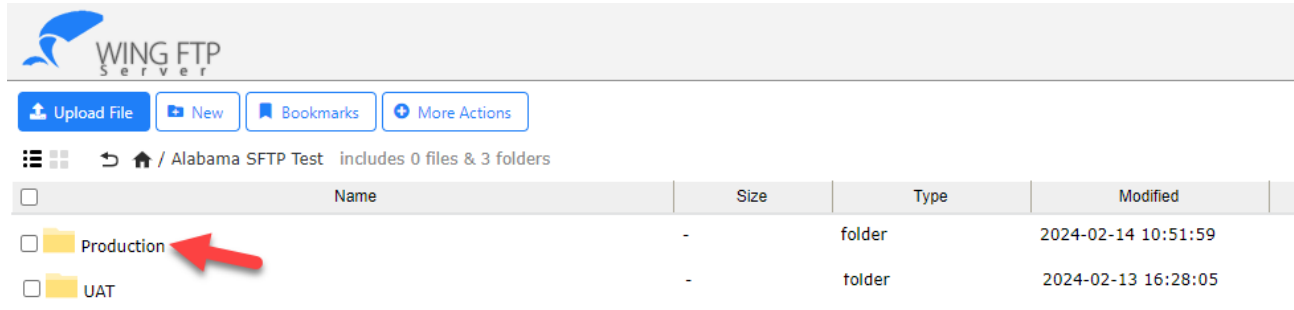 WING FTP
Server
Upload File New Bookmarks More Actions
/ Alabama SFTP Test includes 0 files & 3 folders
Name Size Type Modified
Production - folder 2024-02-14 10:51:59
UAT - folder 2024-02-13 16:28:05